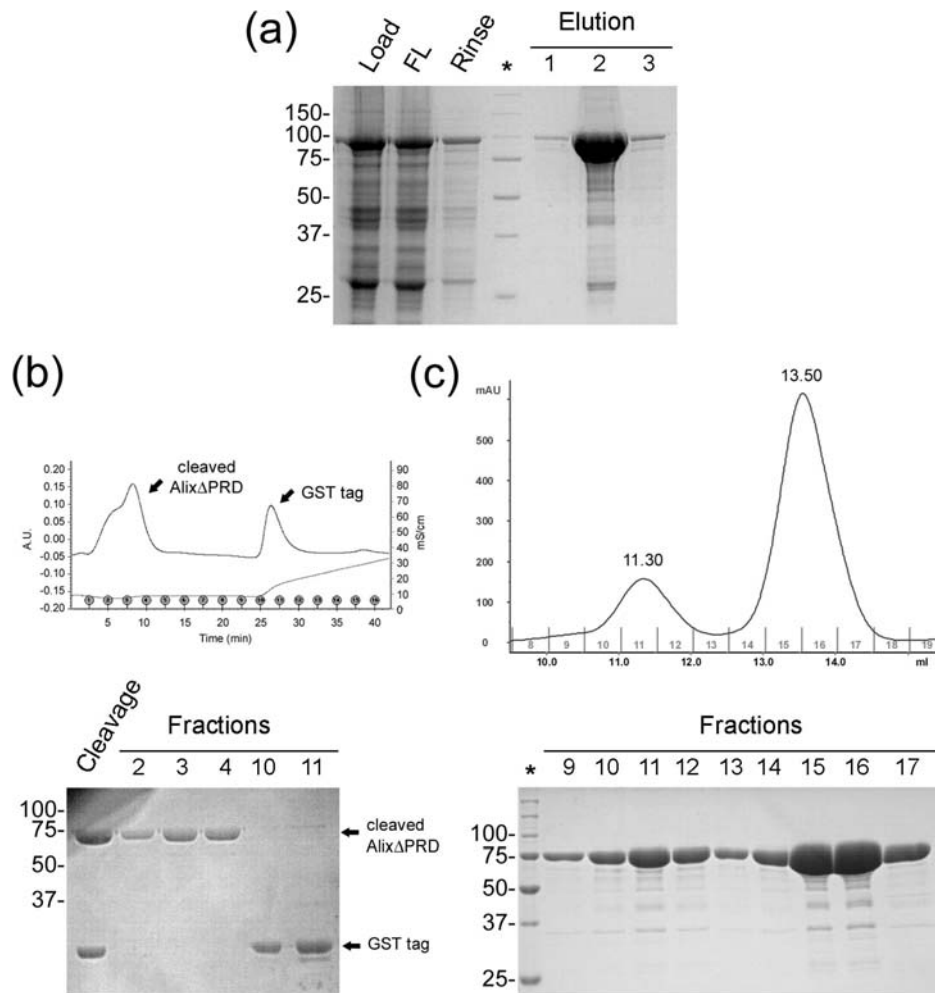 (a)
Load FL Rinse * Elution
1 2 3
150-
100-
75-
50-
37-
25-
(b)
cleaved
AlixΔPRD
GST tag
A.U.
0.20
0.15
0.10
0.05
0.00
-0.05
-0.10
-0.15
-0.20
mS/cm
90
80
70
60
50
40
30
20
10
0
0 5 10 15 20 25 30 35 40
Time (min)
Cleavage Fractions
2 3 4 10 11
100-
75-
50-
37-
cleaved
AlixΔPRD
GST tag
(c)
mAU
13.50
11.30
500
400
300
200
100
0
8 9 10 11 12 13 14 15 16 17 18 19
10.0 11.0 12.0 13.0 14.0 ml
Fractions
* 9 10 11 12 13 14 15 16 17
100-
75-
50-
37-
25-